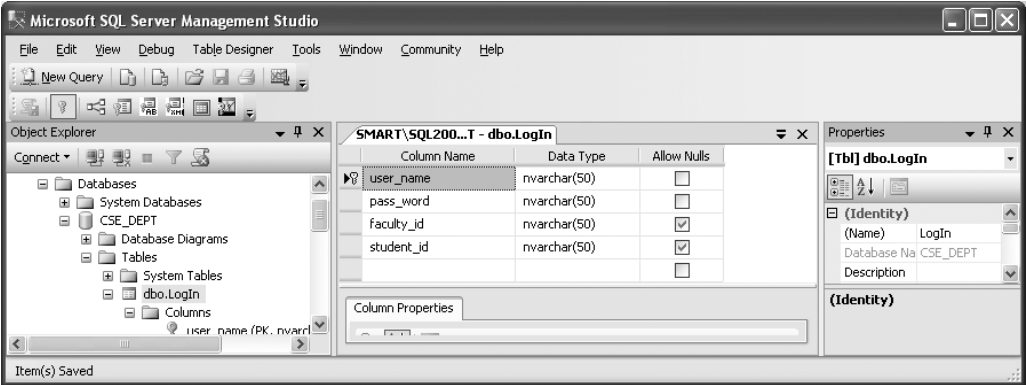 Microsoft SQL Server Management Studio
File Edit View Debug Table Designer Tools Window Community Help
New Query
Object Explorer
Connect
Databases
System Databases
CSE_DEPT
Database Diagrams
Tables
System Tables
dbo.LogIn
Columns
user_name (PK, nvarcl
SMART\SQL200...T - dbo.LogIn
Column Name Data Type Allow Nulls
user_name nvarchar(50)
pass_word nvarchar(50)
faculty_id nvarchar(50)
student_id nvarchar(50)
Column Properties
Properties
[Tbl] dbo.LogIn
(Identity)
(Name) LogIn
Database Na CSE_DEPT
Description
(Identity)
Item(s) Saved